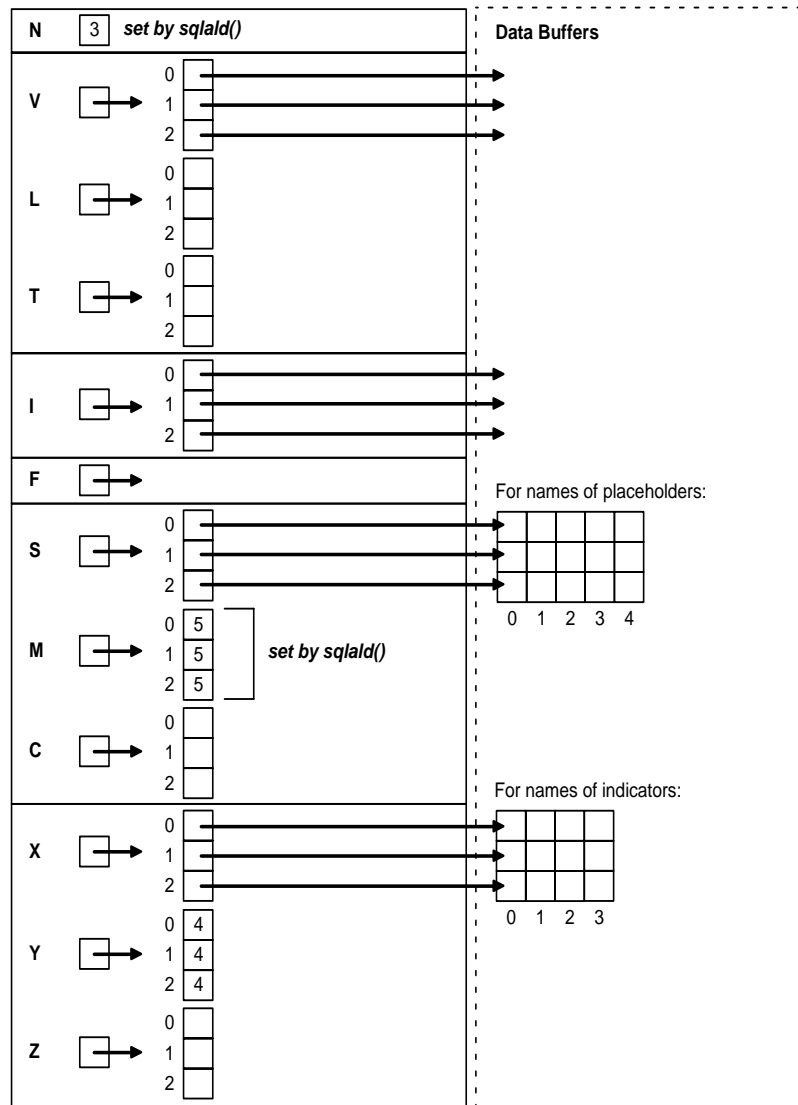 N 3 set by sqlald()
Data Buffers
0
V 1
2
0
L 1
2
0
T 1
2
0
I 1
2
F
For names of placeholders:
0
S 1
2
0 1 2 3 4
0 5
M 1 5 set by sqlald()
2 5
0
C 1
2
For names of indicators:
0
X 1
2
0 1 2 3
0 4
Y 1 4
2 4
0
Z 1
2